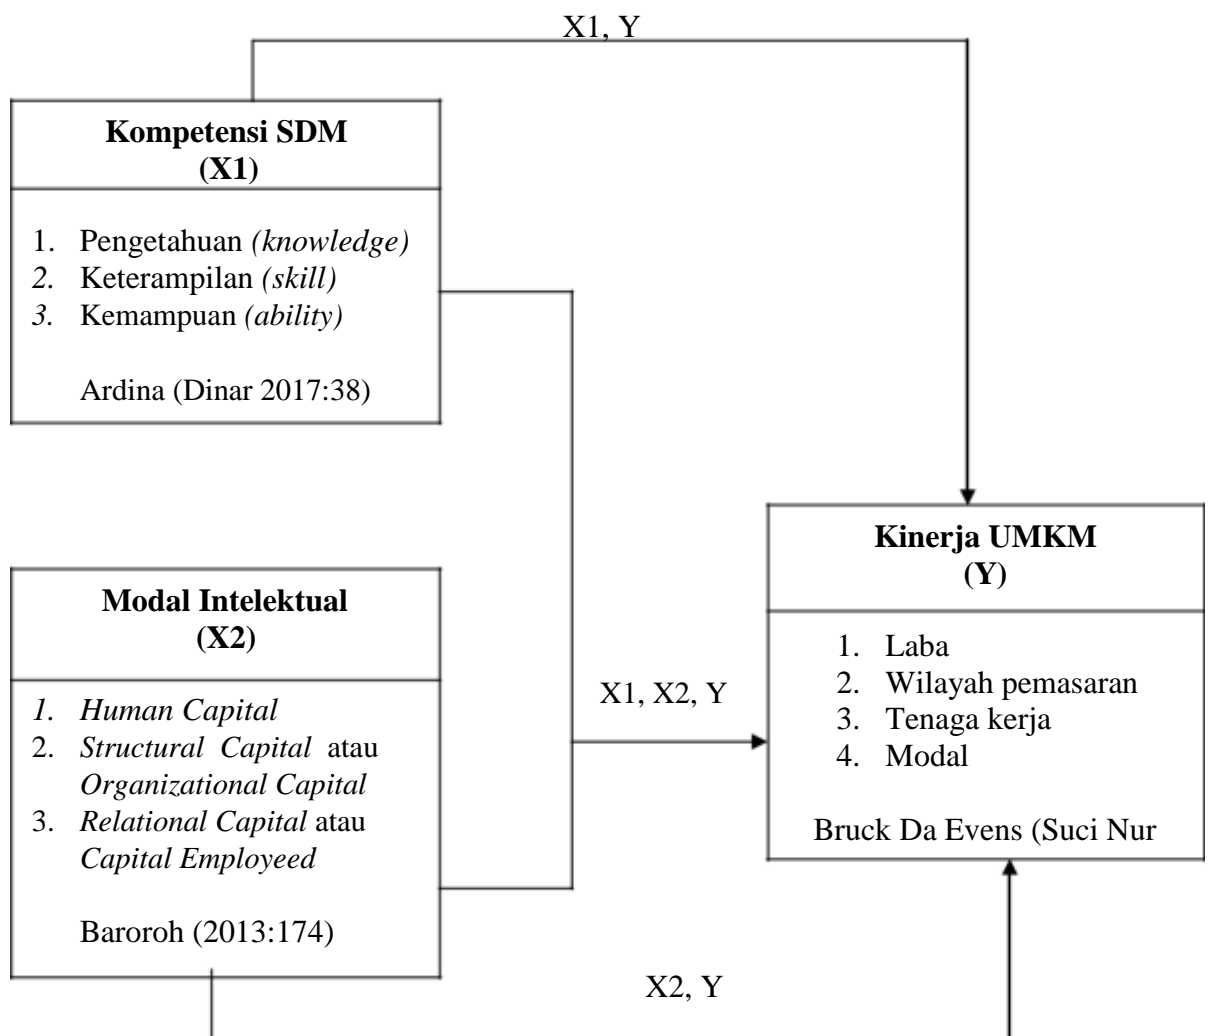 X1, Y
Kompetensi SDM
(X1)
1. Pengetahuan (knowledge)
2. Keterampilan (skill)
3. Kemampuan (ability)
Ardina (Dinar 2017:38)
Modal Intelektual
(X2)
1. Human Capital
2. Structural Capital atau
Organizational Capital
3. Relational Capital atau
Capital Employeed
Baroroh (2013:174)
X1, X2, Y
Kinerja UMKM
(Y)
1. Laba
2. Wilayah pemasaran
3. Tenaga kerja
4. Modal
Bruck Da Evens (Suci Nur
X2, Y